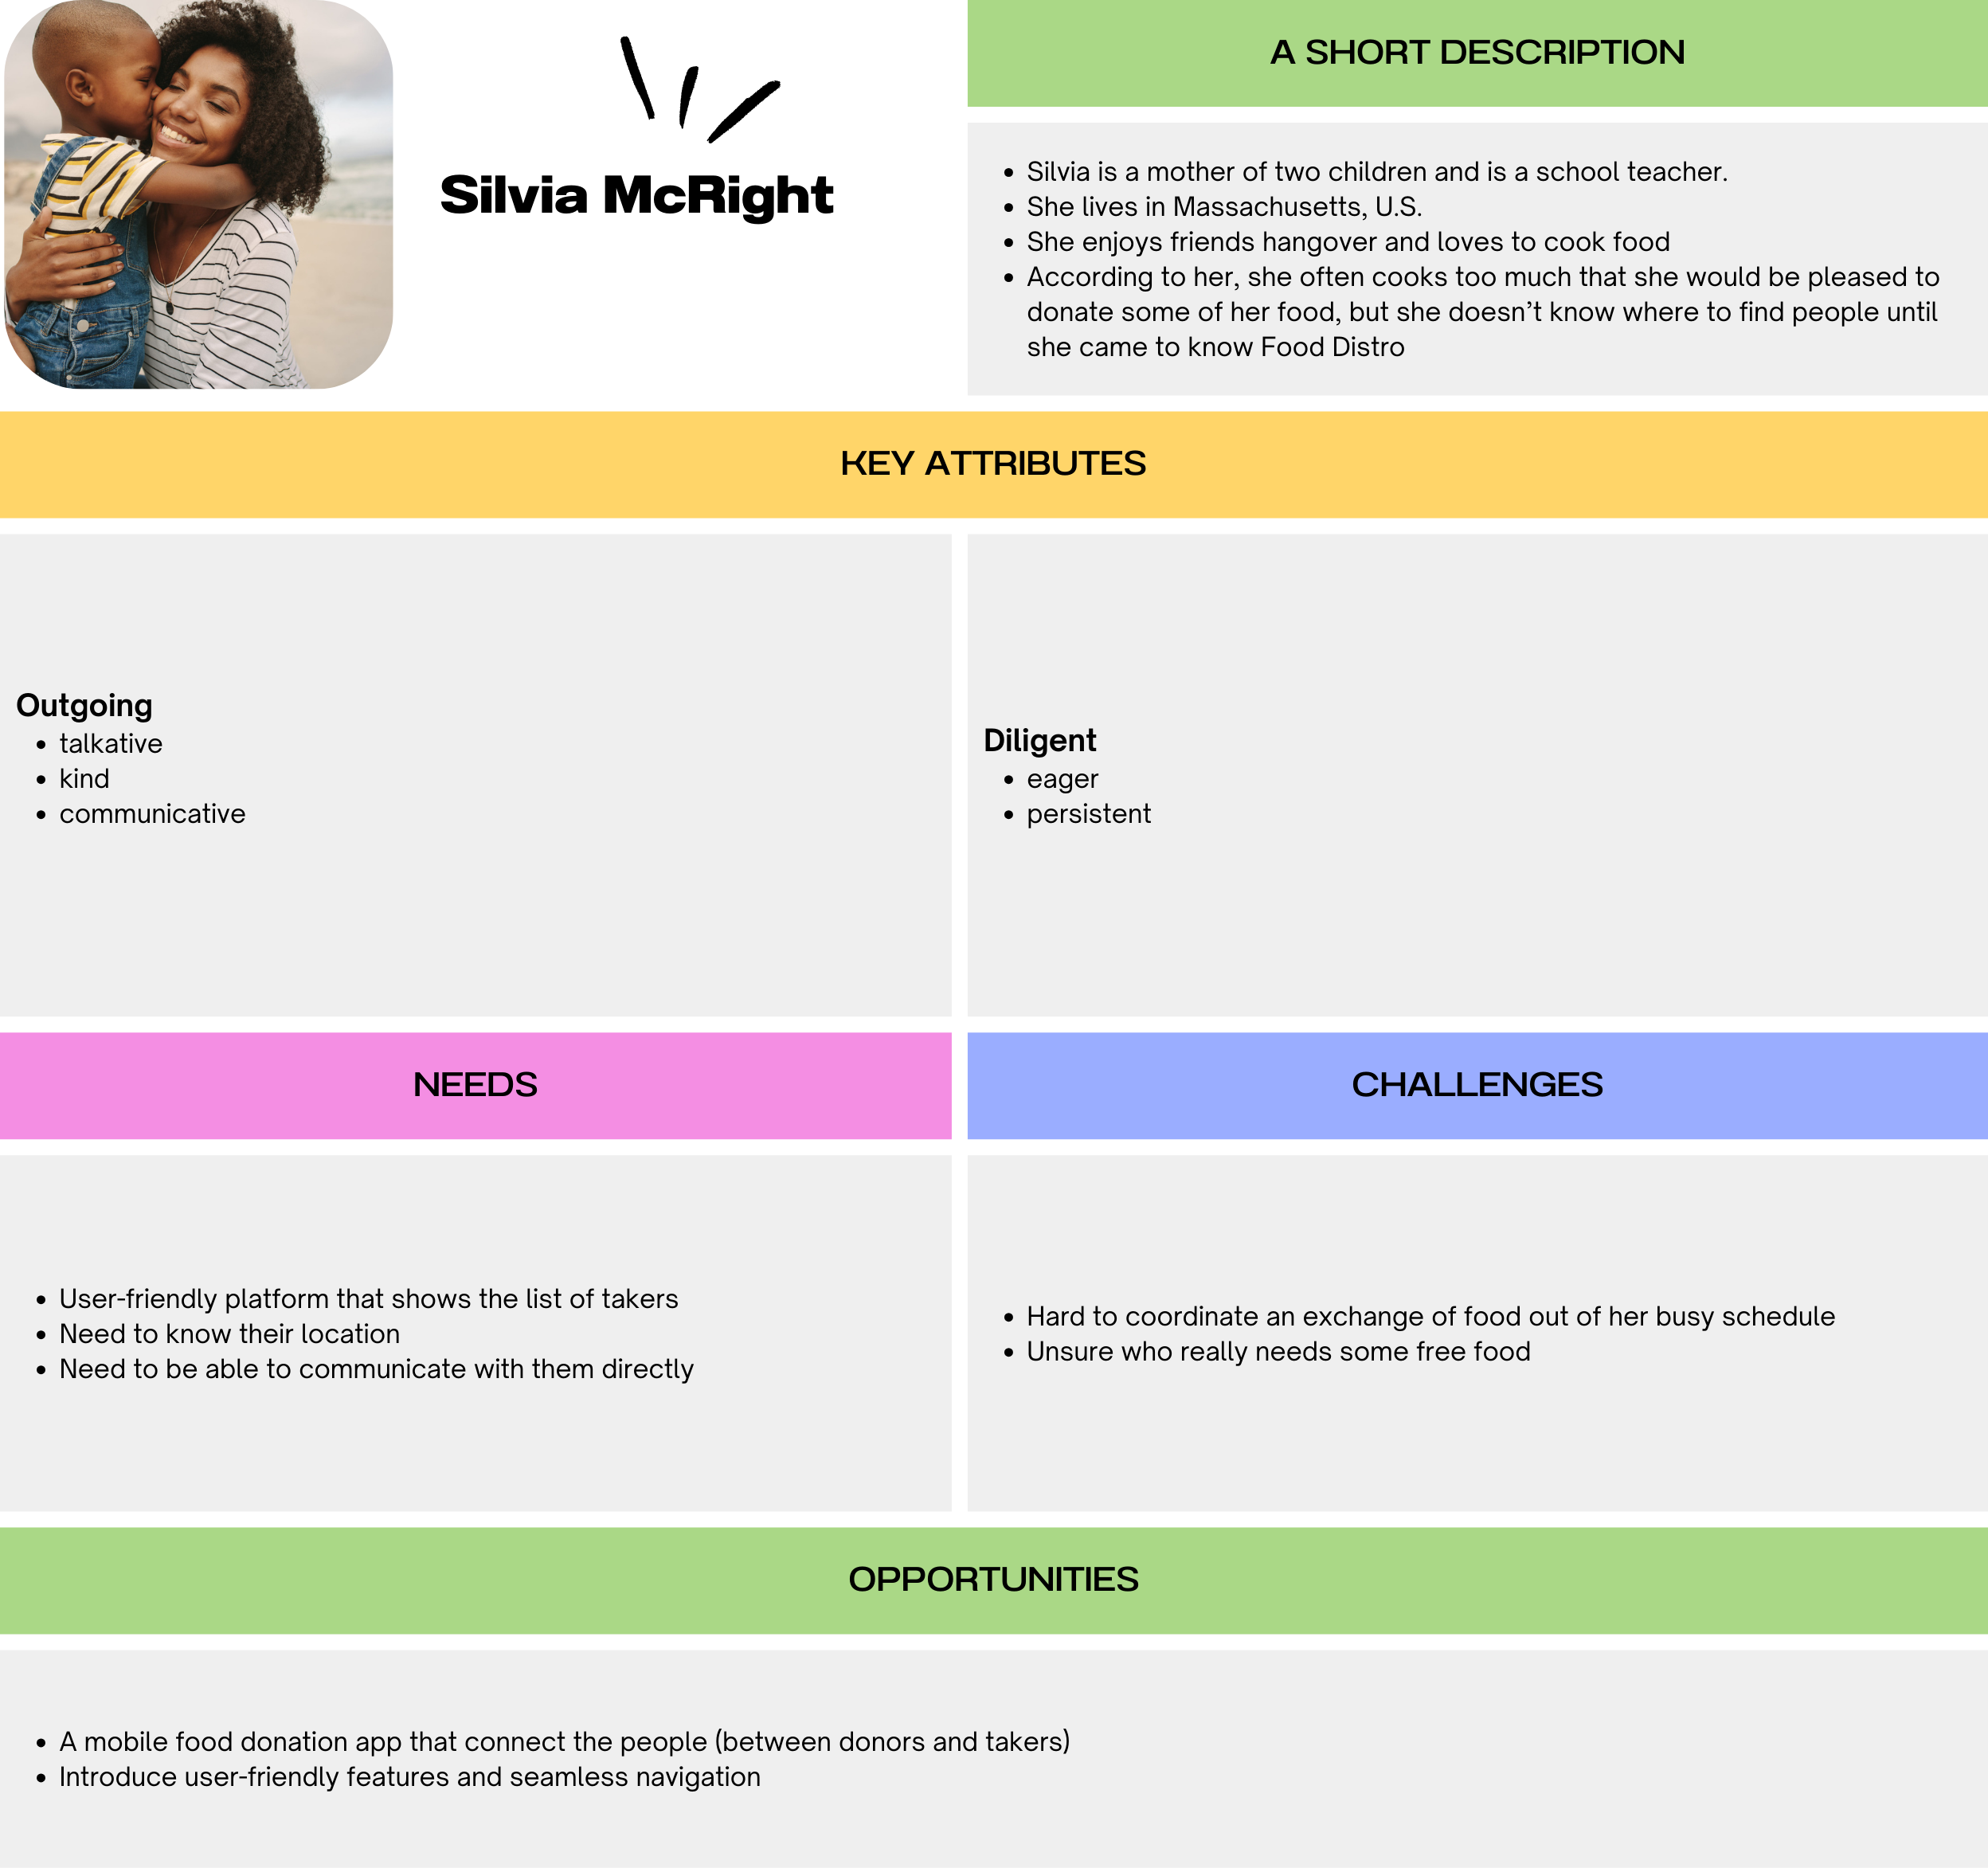 Silvia McRight
A SHORT DESCRIPTION
Silvia is a mother of two children and is a school teacher.
She lives in Massachusetts, U.S.
She enjoys friends hangover and loves to cook food
According to her, she often cooks too much that she would be pleased to
donate some of her food, but she doesn’t know where to find people until
she came to know Food Distro
KEY ATTRIBUTES
Outgoing
talkative
kind
communicative
Diligent
eager
persistent
NEEDS
User-friendly platform that shows the list of takers
Need to know their location
Need to be able to communicate with them directly
CHALLENGES
Hard to coordinate an exchange of food out of her busy schedule
Unsure who really needs some free food
OPPORTUNITIES
A mobile food donation app that connect the people (between donors and takers)
Introduce user-friendly features and seamless navigation